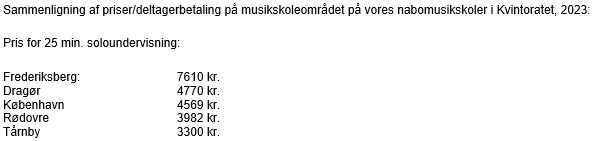 Sammenligning af priser/deltagerbetaling på musikskoleområdet på vores nabomusikskoler i Kvintoratet, 2023:
Pris for 25 min. soloundervisning:
Frederiksberg: 7610 kr.
Dragør 4770 kr.
København 4569 kr.
Rødovre 3982 kr.
Tårnby 3300 kr.